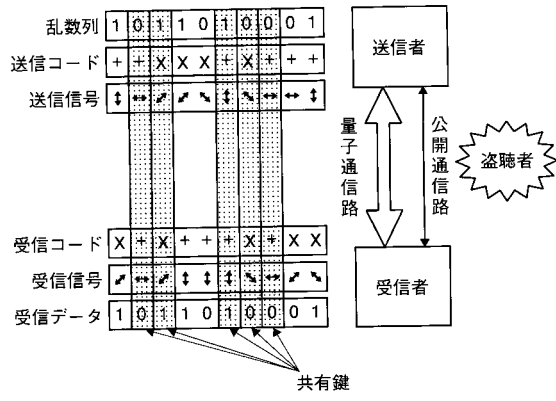 乱数列 1 0 1 1 0 1 0 0 0 1
送信コード + + X X X + X + + +
送信信号 ↕ ↔ ⤢ ⤢ ⤡ ↕ ⤡ ↔ ↔ ↕
受信コード X + X + + + X + X X
受信信号 ⤢ ↔ ⤢ ↕ ↕ ↕ ⤡ ↔ ⤢ ⤡
受信データ 1 0 1 1 0 1 0 0 0 1
共有鍵
送信者
量子通信路
公開通信路
盗聴者
受信者